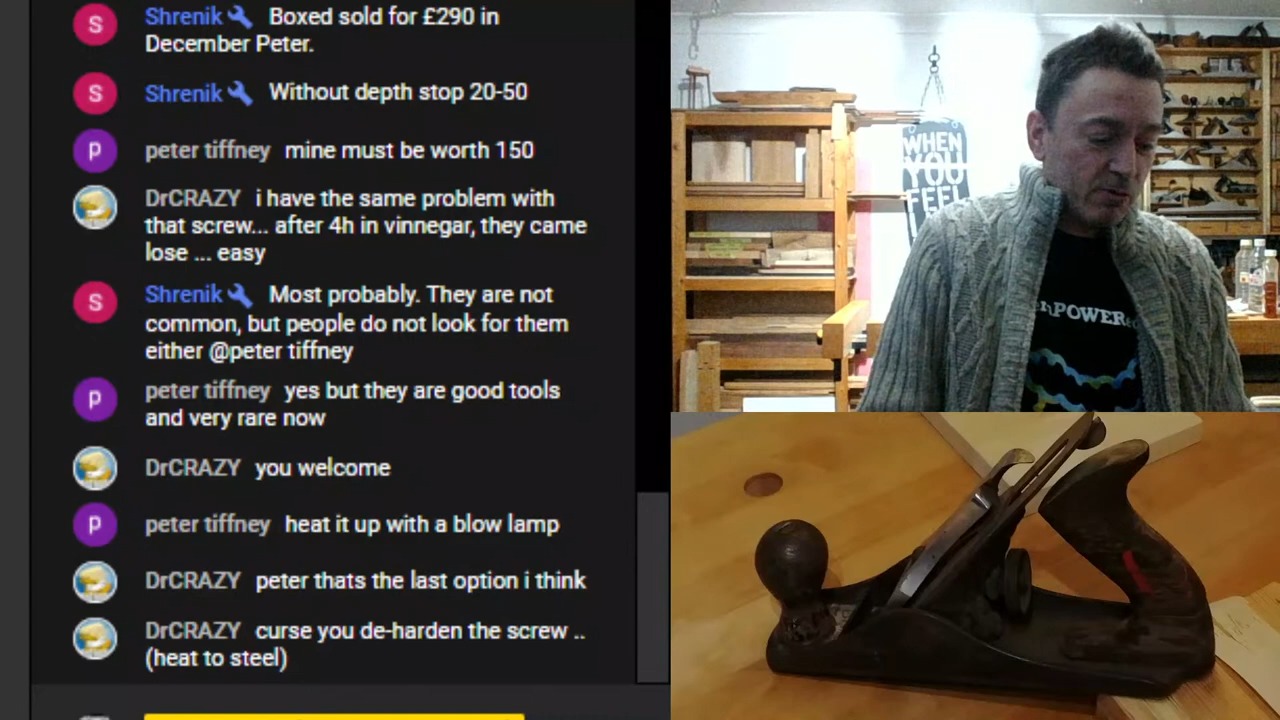 S Shrenik Boxed sold for £290 in
December Peter.
S Shrenik Without depth stop 20-50
p peter tiffney mine must be worth 150
DrCRAZY i have the same problem with
that screw... after 4h in vinnegar, they came
lose ... easy
S Shrenik Most probably. They are not
common, but people do not look for them
either @peter tiffney
p peter tiffney yes but they are good tools
and very rare now
DrCRAZY you welcome
p peter tiffney heat it up with a blow lamp
DrCRAZY peter thats the last option i think
DrCRAZY curse you de-harden the screw ..
(heat to steel)
WHEN
YOU
FEEL